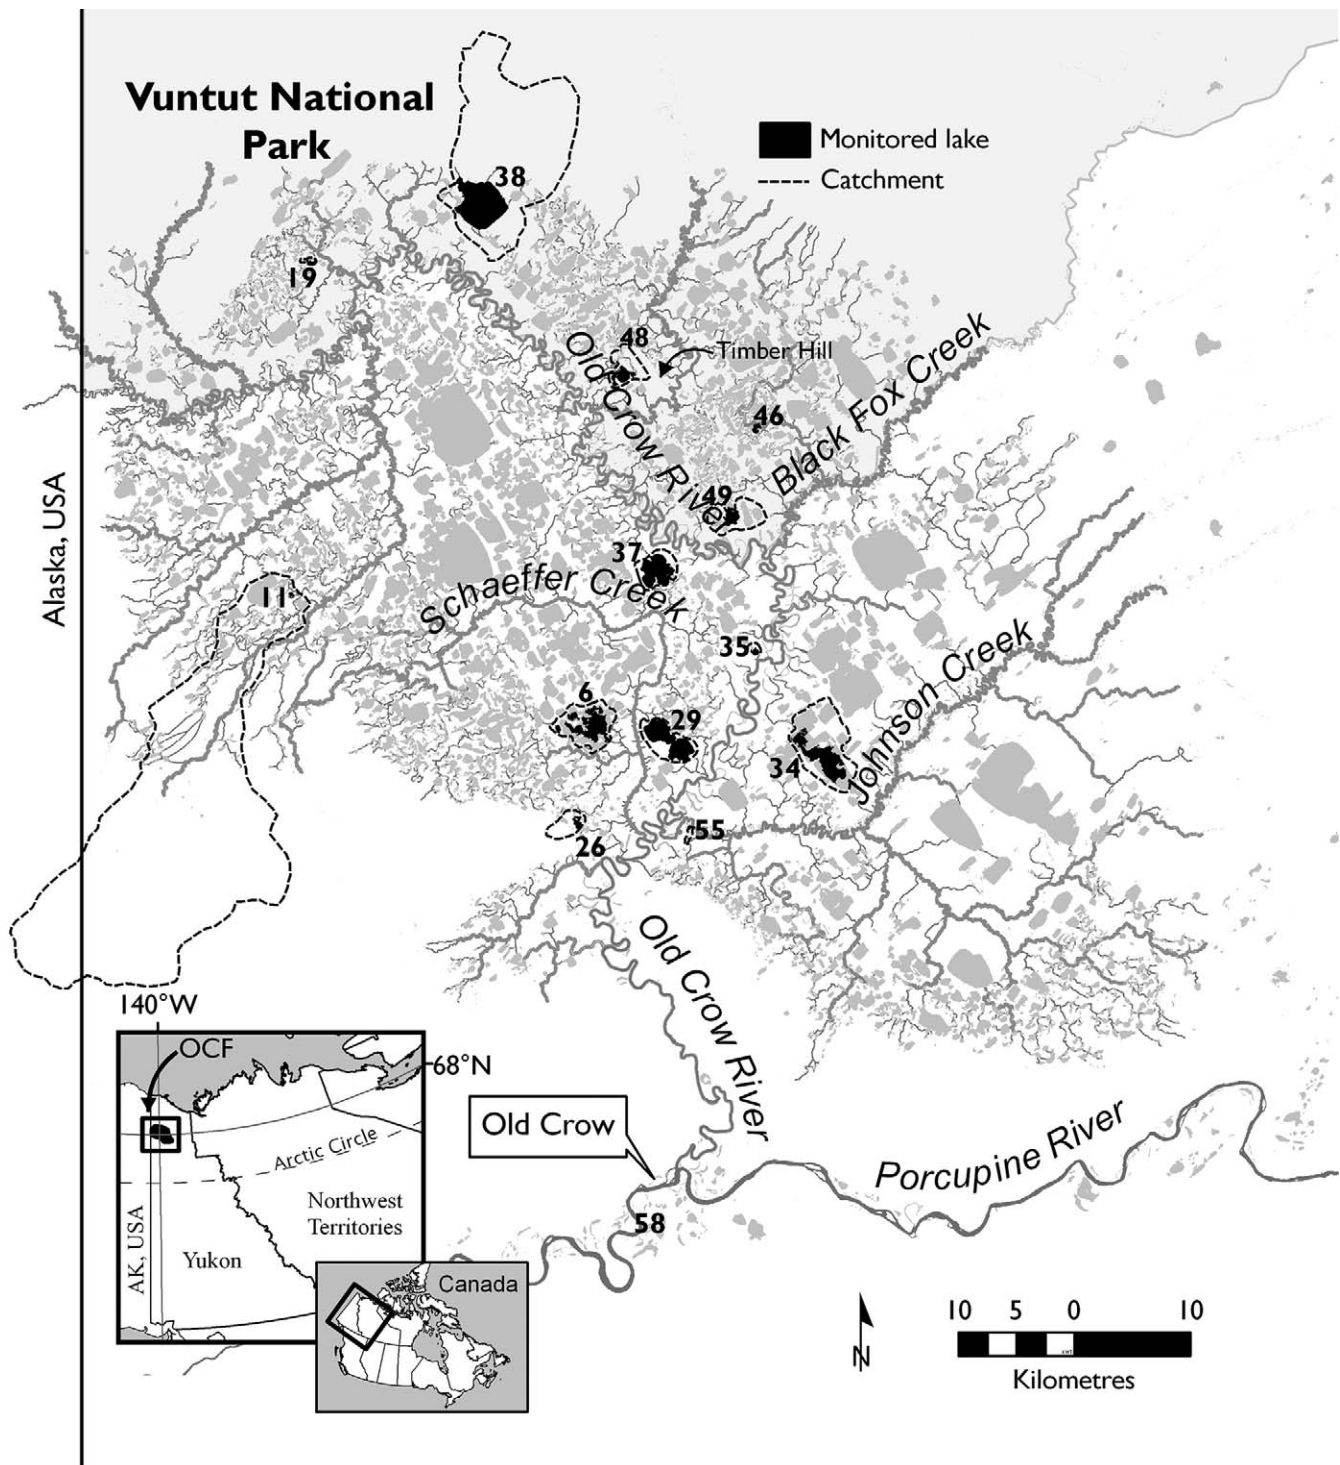 Vuntut National
Park
Monitored lake
Catchment
38
19
48
Timber Hill
Old Crow River
46
Black Fox Creek
49
37
Schaeffer Creek
11
Alaska, USA
35
6
29
34
Johnson Creek
26
55
Old Crow River
140°W
OCF
68°N
Arctic Circle
Northwest
Territories
AK, USA
Yukon
Canada
Old Crow
Porcupine River
58
N
10 5 0 10
Kilometres